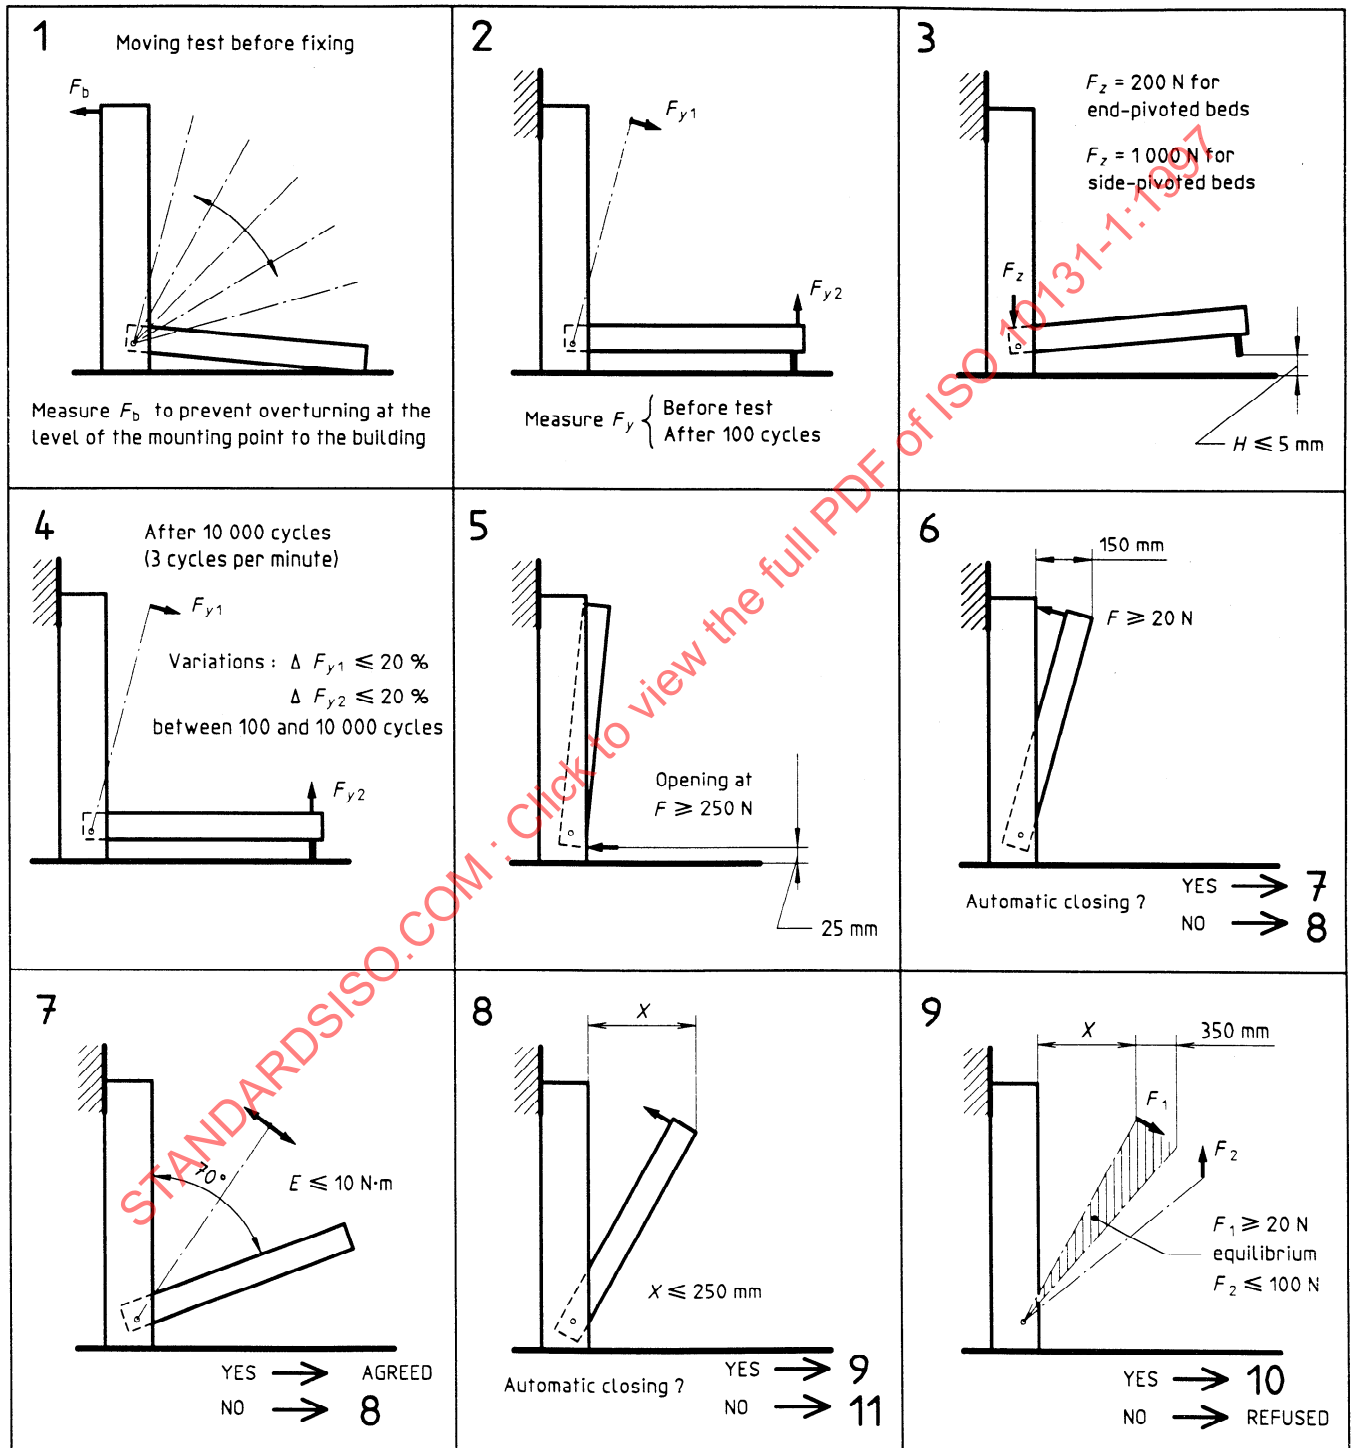 1
Moving test before fixing
Fb
Measure Fb to prevent overturning at the
level of the mounting point to the building
2
Fy1
Fy2
Measure Fy { Before test
After 100 cycles
3
Fz = 200 N for
end-pivoted beds
Fz = 1 000 N for
side-pivoted beds
Fz
H ≤ 5 mm
4
After 10 000 cycles
(3 cycles per minute)
Fy1
Variations : Δ Fy1 ≤ 20 %
Δ Fy2 ≤ 20 %
between 100 and 10 000 cycles
Fy2
5
Opening at
F ≥ 250 N
25 mm
6
150 mm
F ≥ 20 N
Automatic closing ?
YES → 7
NO → 8
7
70°
E ≤ 10 N·m
YES → AGREED
NO → 8
8
X
X ≤ 250 mm
Automatic closing ?
YES → 9
NO → 11
9
X
350 mm
F1
F2
F1 ≥ 20 N
equilibrium
F2 ≤ 100 N
YES → 10
NO → REFUSED
STANDARDSISO.COM : Click to view the full PDF of ISO 10131-1:1997